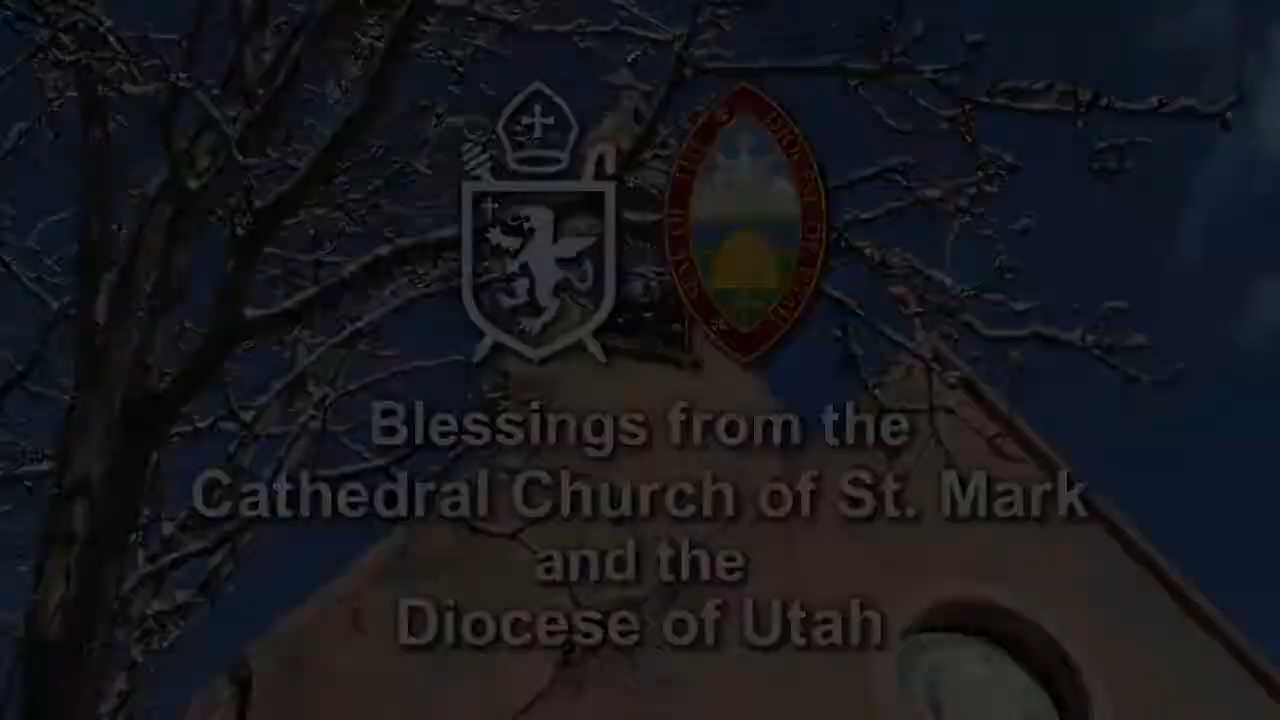 Blessings from the
Cathedral Church of St. Mark
and the
Diocese of Utah